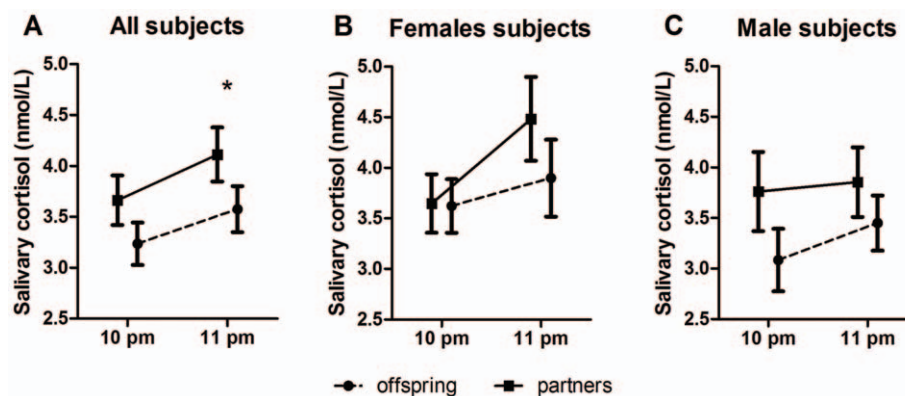 A All subjects
Salivary cortisol (nmol/L)
5.0
4.5
4.0
3.5
3.0
2.5
*
10 pm 11 pm
B Females subjects
Salivary cortisol (nmol/L)
5.0
4.5
4.0
3.5
3.0
2.5
10 pm 11 pm
C Male subjects
Salivary cortisol (nmol/L)
5.0
4.5
4.0
3.5
3.0
2.5
10 pm 11 pm
offspring partners